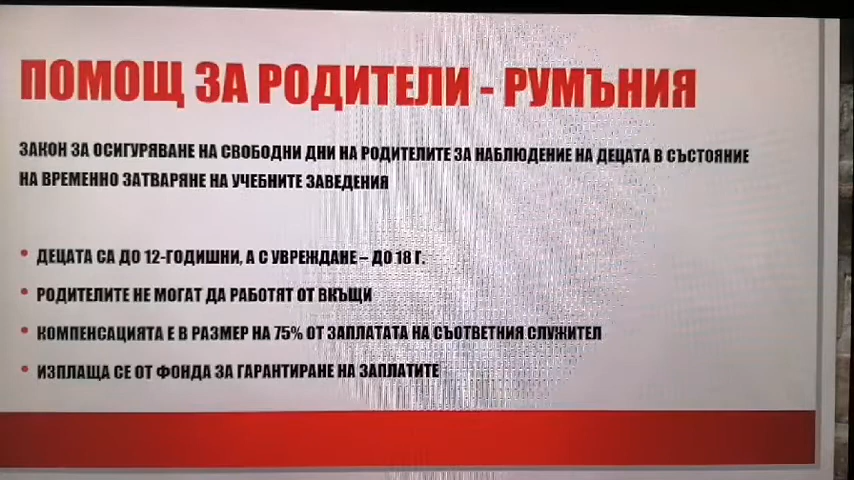 ПОМОЩ ЗА РОДИТЕЛИ - РУМЪНИЯ
ЗАКОН ЗА ОСИГУРЯВАНЕ НА СВОБОДНИ ДНИ НА РОДИТЕЛИТЕ ЗА НАБЛЮДЕНИЕ НА ДЕЦАТА В СЪСТОЯНИЕ
НА ВРЕМЕННО ЗАТВАРЯНЕ НА УЧЕБНИТЕ ЗАВЕДЕНИЯ
• ДЕЦАТА СА ДО 12-ГОДИШНИ, А С УВРЕЖДАНЕ – ДО 18 Г.
• РОДИТЕЛИТЕ НЕ МОГАТ ДА РАБОТЯТ ОТ ВКЪЩИ
• КОМПЕНСАЦИЯТА Е В РАЗМЕР НА 75% ОТ ЗАПЛАТАТА НА СЪОТВЕТНИЯ СЛУЖИТЕЛ
• ИЗПЛАЩА СЕ ОТ ФОНДА ЗА ГАРАНТИРАНЕ НА ЗАПЛАТИТЕ